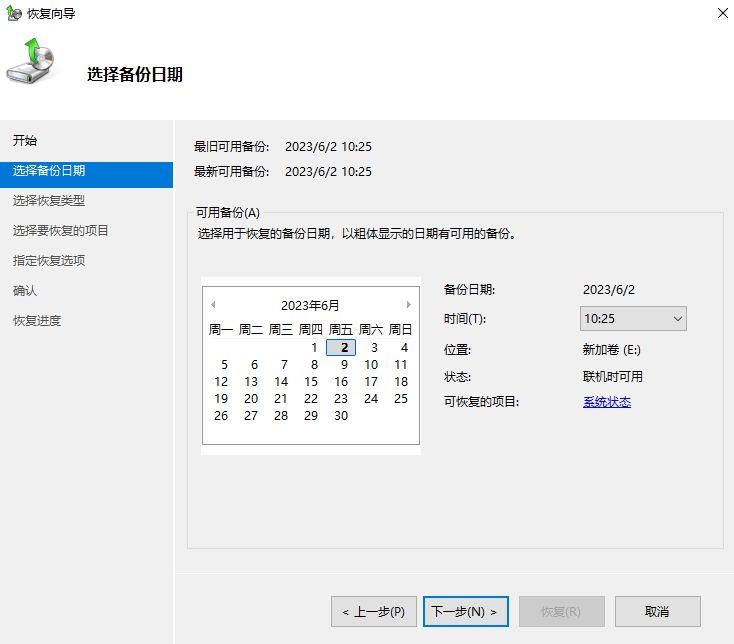 恢复向导
选择备份日期
开始
选择备份日期
选择恢复类型
选择要恢复的项目
指定恢复选项
确认
恢复进度
最旧可用备份: 2023/6/2 10:25
最新可用备份: 2023/6/2 10:25
可用备份(A)
选择用于恢复的备份日期，以粗体显示的日期有可用的备份。
2023年6月
周一 周二 周三 周四 周五 周六 周日
1 2 3 4
5 6 7 8 9 10 11
12 13 14 15 16 17 18
19 20 21 22 23 24 25
26 27 28 29 30
备份日期: 2023/6/2
时间(T): 10:25
位置: 新加卷 (E:)
状态: 联机时可用
可恢复的项目: 系统状态
< 上一步(P) 下一步(N) > 恢复(R) 取消